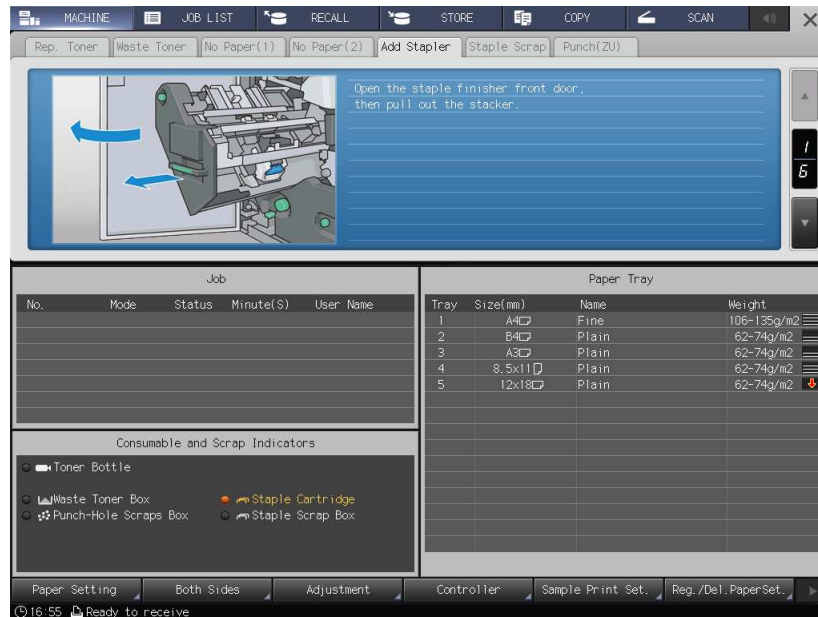 MACHINE JOB LIST RECALL STORE COPY SCAN
Rep. Toner Waste Toner No Paper(1) No Paper(2) Add Stapler Staple Scrap Punch(ZU)
Open the staple finisher front door,
then pull out the stacker.
1
6
Job
No. Mode Status Minute(S) User Name
Paper Tray
Tray Size(mm) Name Weight
1 A4 Fine 106-135g/m2
2 B4 Plain 62-74g/m2
3 A3 Plain 62-74g/m2
4 8.5x11 Plain 62-74g/m2
5 12x18 Plain 62-74g/m2
Consumable and Scrap Indicators
Toner Bottle
Waste Toner Box Staple Cartridge
Punch-Hole Scraps Box Staple Scrap Box
Paper Setting Both Sides Adjustment Controller Sample Print Set. Reg./Del.PaperSet.
16:55 Ready to receive